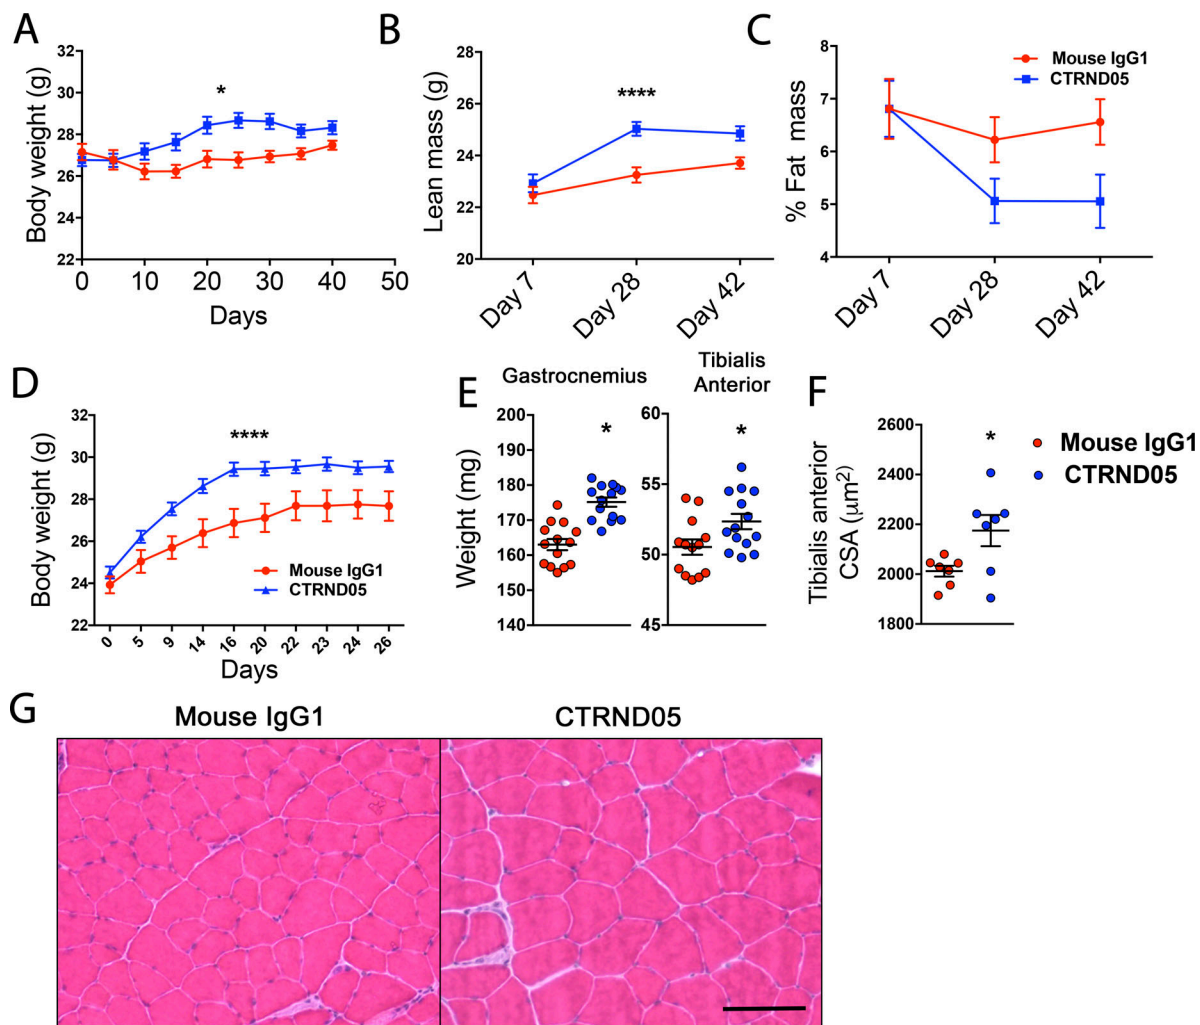 A
Body weight (g)
32
30
28
26
24
22
*
0
10
20
30
40
50
Days
B
Lean mass (g)
28
26
24
22
20
****
Day 7
Day 28
Day 42
C
% Fat mass
8
7
6
5
4
Mouse IgG1
CTRND05
Day 7
Day 28
Day 42
D
Body weight (g)
32
30
28
26
24
22
****
Mouse IgG1
CTRND05
0
5
9
14
16
20
22
23
24
26
Days
E
Gastrocnemius
Weight (mg)
200
190
180
170
160
150
140
*
Tibialis
Anterior
60
55
50
45
*
F
Tibialis anterior
CSA (μm²)
2600
2400
2200
2000
1800
*
Mouse IgG1
CTRND05
G
Mouse IgG1
CTRND05